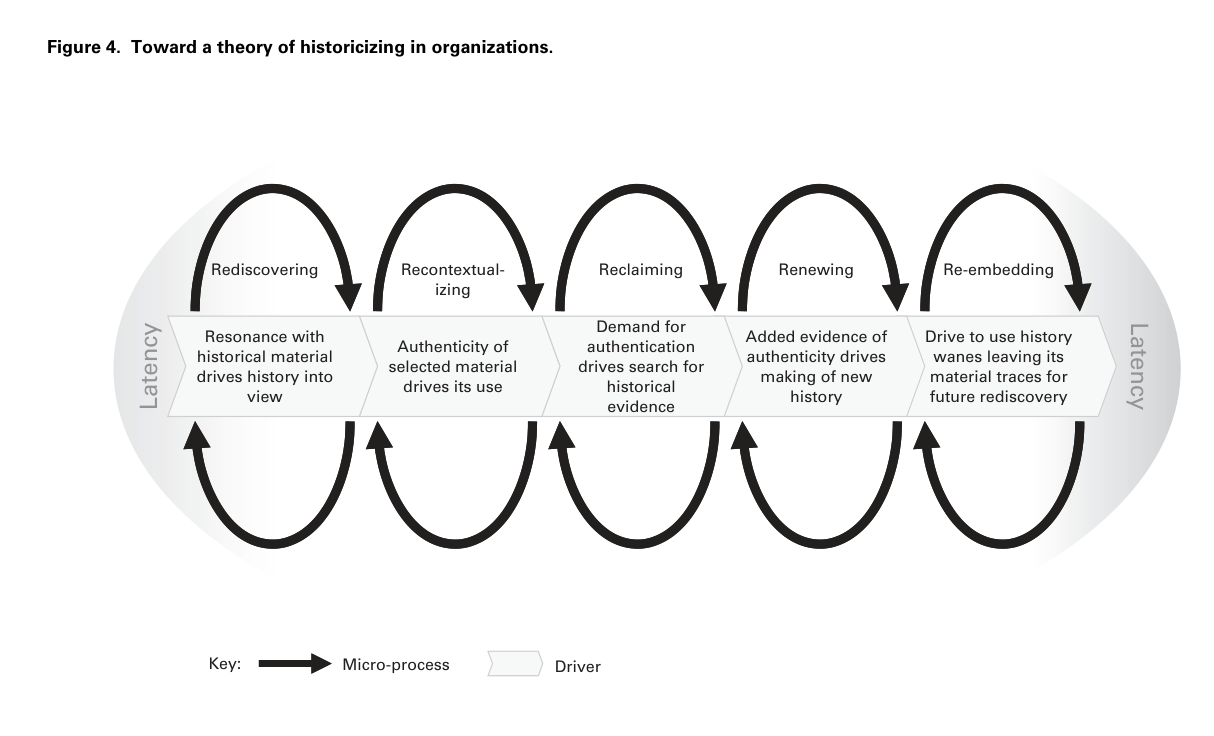 Figure 4. Toward a theory of historicizing in organizations.
Rediscovering
Recontextual-
izing
Reclaiming
Renewing
Re-embedding
Latency
Resonance with
historical material
drives history into
view
Authenticity of
selected material
drives its use
Demand for
authentication
drives search for
historical
evidence
Added evidence of
authenticity drives
making of new
history
Drive to use history
wanes leaving its
material traces for
future rediscovery
Latency
Key:
Micro-process
Driver